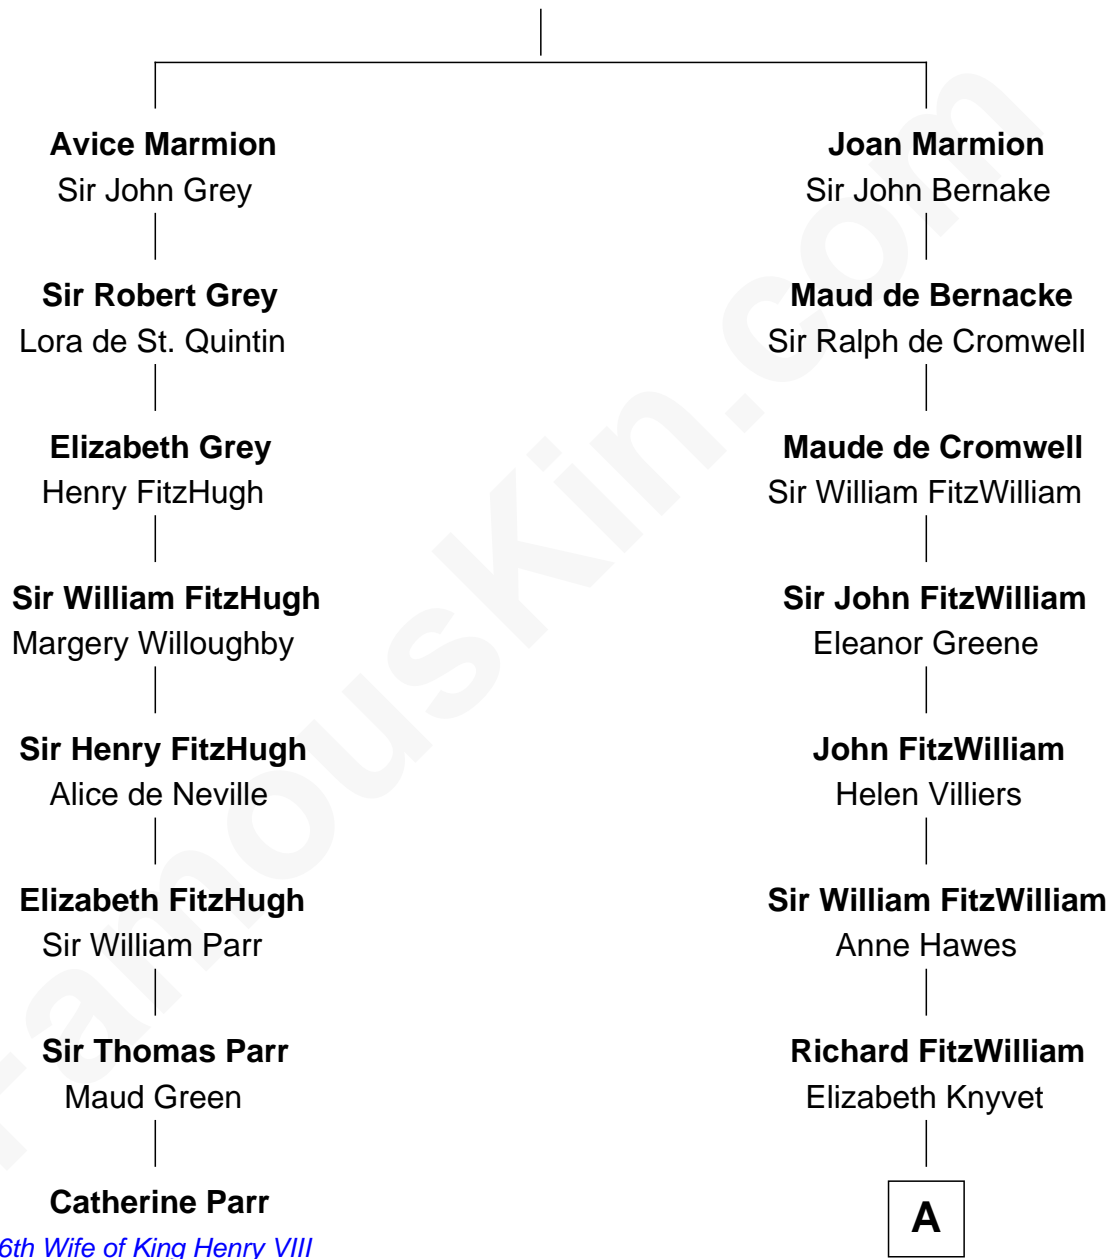 Avice Marmion
Sir John Grey
Joan Marmion
Sir John Bernake
Sir Robert Grey
Lora de St. Quintin
Maud de Bernacke
Sir Ralph de Cromwell
Elizabeth Grey
Henry FitzHugh
Maude de Cromwell
Sir William FitzWilliam
Sir William FitzHugh
Margery Willoughby
Sir John FitzWilliam
Eleanor Greene
Sir Henry FitzHugh
Alice de Neville
John FitzWilliam
Helen Villiers
Elizabeth FitzHugh
Sir William Parr
Sir William FitzWilliam
Anne Hawes
Sir Thomas Parr
Maud Green
Richard FitzWilliam
Elizabeth Knyvet
Catherine Parr
6th Wife of King Henry VIII
A
FamousKin.com